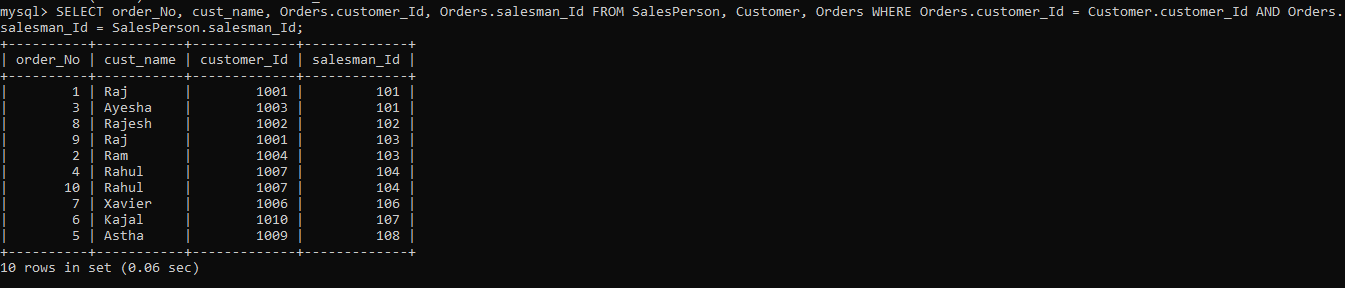 mysql> SELECT order_No, cust_name, Orders.customer_Id, Orders.salesman_Id FROM SalesPerson, Customer, Orders WHERE Orders.customer_Id = Customer.customer_Id AND Orders.
salesman_Id = SalesPerson.salesman_Id;
+----------+-----------+-------------+-------------+
| order_No | cust_name | customer_Id | salesman_Id |
+----------+-----------+-------------+-------------+
|        1 | Raj       |        1001 |         101 |
|        3 | Ayesha    |        1003 |         101 |
|        8 | Rajesh    |        1002 |         102 |
|        9 | Raj       |        1001 |         103 |
|        2 | Ram       |        1004 |         103 |
|        4 | Rahul     |        1007 |         104 |
|       10 | Rahul     |        1007 |         104 |
|        7 | Xavier    |        1006 |         106 |
|        6 | Kajal     |        1010 |         107 |
|        5 | Astha     |        1009 |         108 |
+----------+-----------+-------------+-------------+
10 rows in set (0.06 sec)